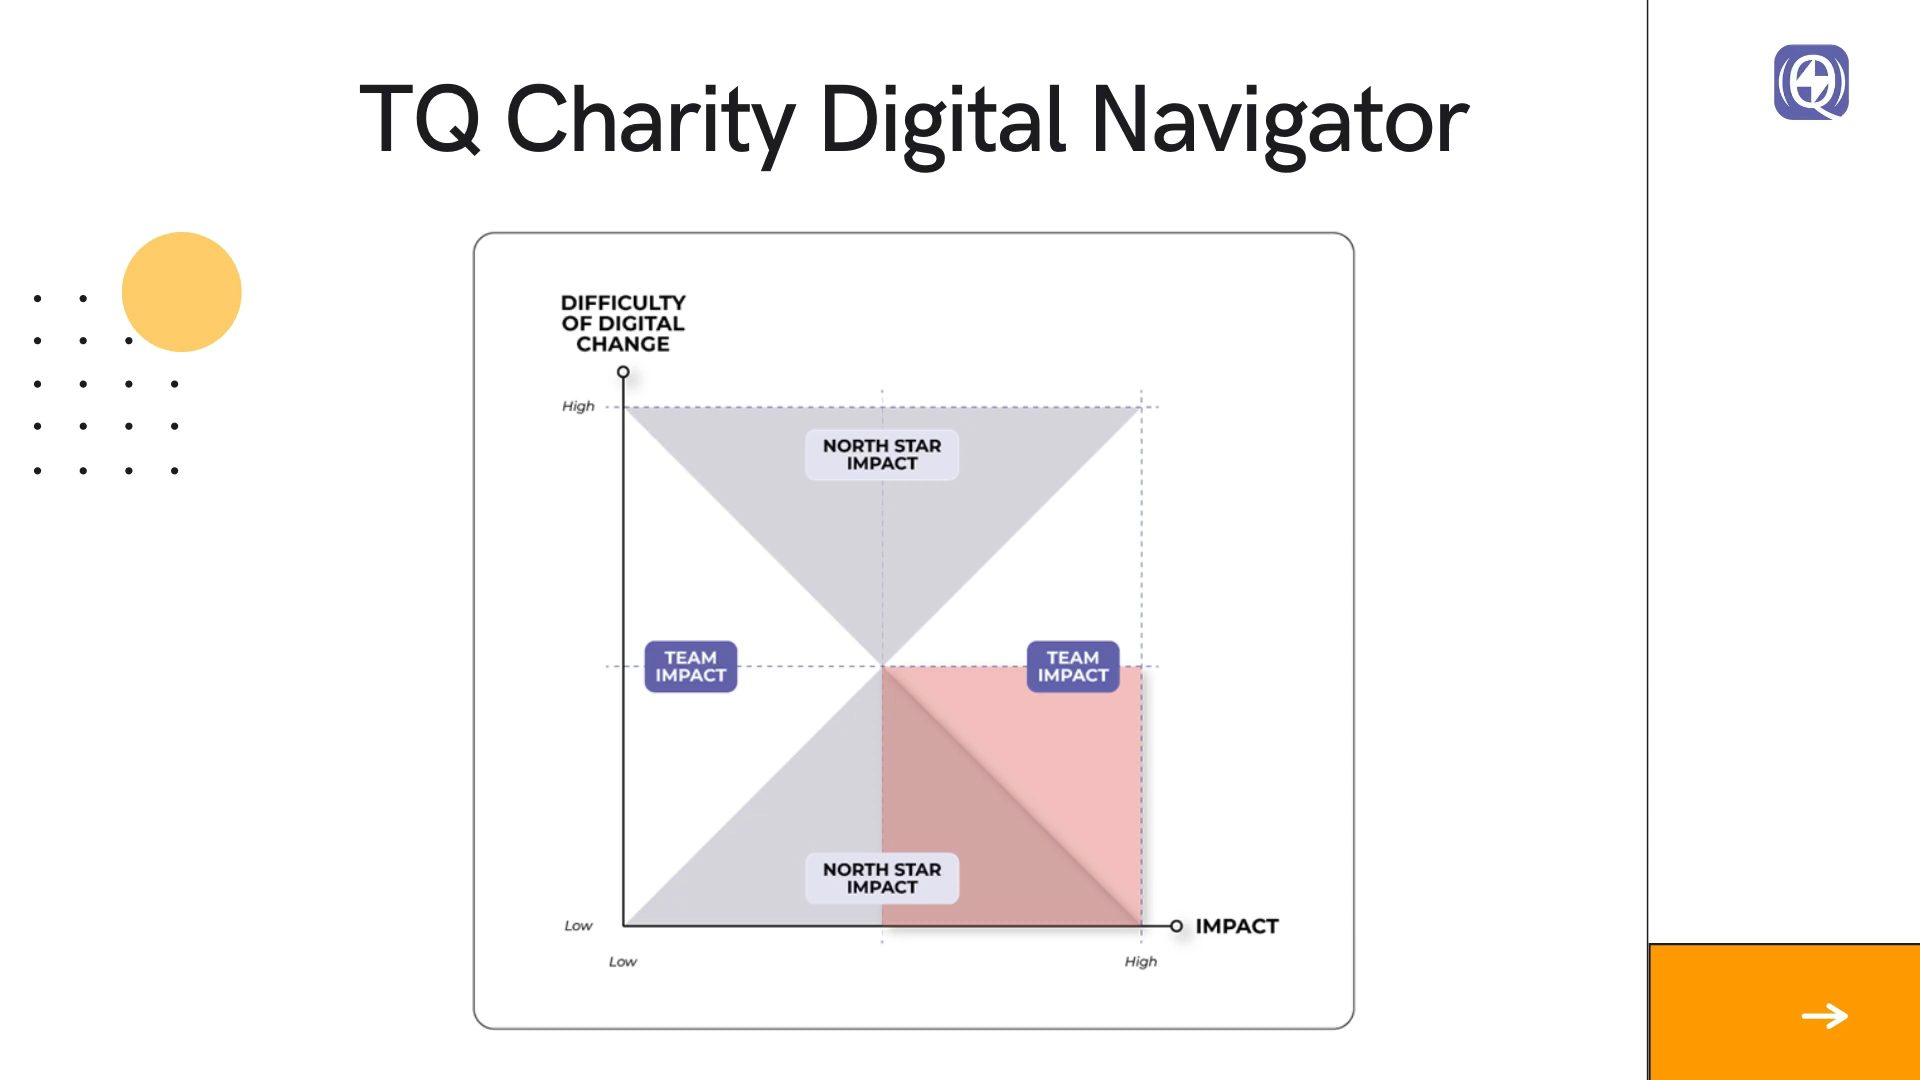 TQ Charity Digital Navigator
DIFFICULTY
OF DIGITAL
CHANGE
High
NORTH STAR
IMPACT
TEAM
IMPACT
TEAM
IMPACT
NORTH STAR
IMPACT
Low
IMPACT
Low
High